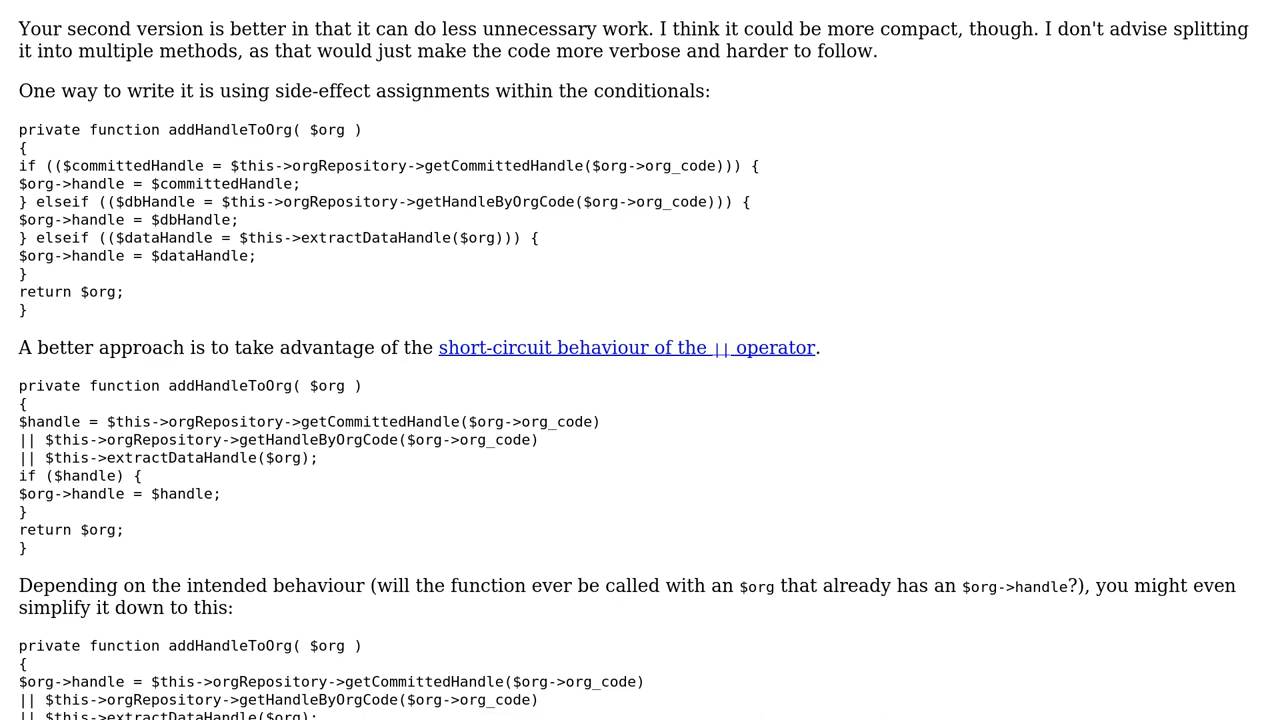 Your second version is better in that it can do less unnecessary work. I think it could be more compact, though. I don't advise splitting
it into multiple methods, as that would just make the code more verbose and harder to follow.
One way to write it is using side-effect assignments within the conditionals:
private function addHandleToOrg( $org )
{
if (($committedHandle = $this->orgRepository->getCommittedHandle($org->org_code))) {
$org->handle = $committedHandle;
} elseif (($dbHandle = $this->orgRepository->getHandleByOrgCode($org->org_code))) {
$org->handle = $dbHandle;
} elseif (($dataHandle = $this->extractDataHandle($org))) {
$org->handle = $dataHandle;
}
return $org;
}
A better approach is to take advantage of the short-circuit behaviour of the || operator.
private function addHandleToOrg( $org )
{
$handle = $this->orgRepository->getCommittedHandle($org->org_code)
|| $this->orgRepository->getHandleByOrgCode($org->org_code)
|| $this->extractDataHandle($org);
if ($handle) {
$org->handle = $handle;
}
return $org;
}
Depending on the intended behaviour (will the function ever be called with an $org that already has an $org->handle?), you might even
simplify it down to this:
private function addHandleToOrg( $org )
{
$org->handle = $this->orgRepository->getCommittedHandle($org->org_code)
|| $this->orgRepository->getHandleByOrgCode($org->org_code)
|| $this->extractDataHandle($org);